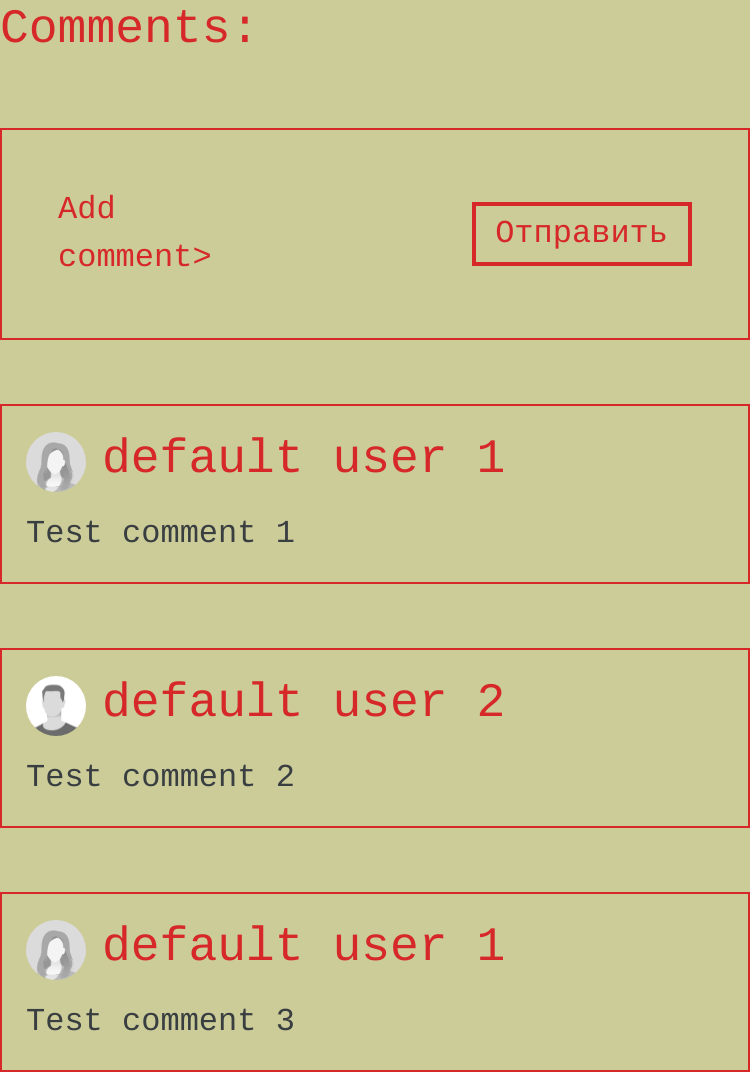 Comments:
Add
comment>
Отправить
default user 1
Test comment 1
default user 2
Test comment 2
default user 1
Test comment 3